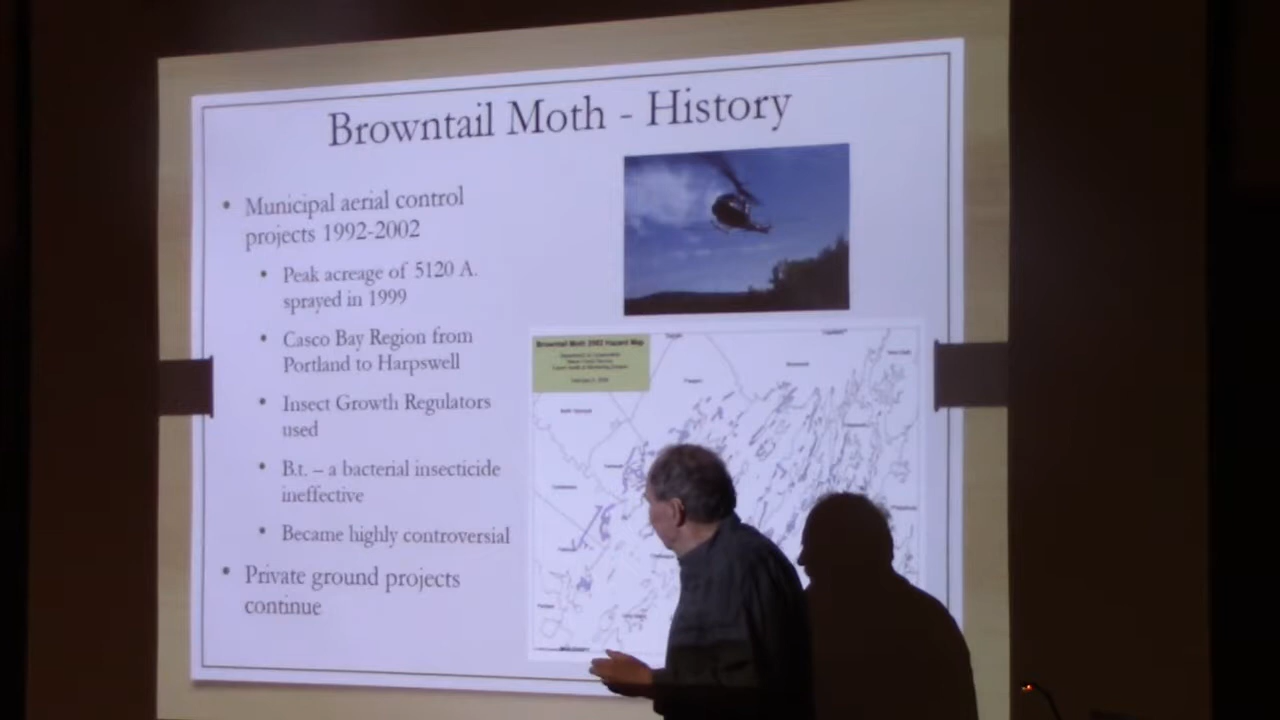 Browntail Moth - History
• Municipal aerial control
projects 1992-2002
• Peak acreage of 5120 A.
sprayed in 1999
• Casco Bay Region from
Portland to Harpswell
• Insect Growth Regulators
used
• B.t. – a bacterial insecticide
ineffective
• Became highly controversial
• Private ground projects
continue
Browntail Moth 2002 Hazard Map